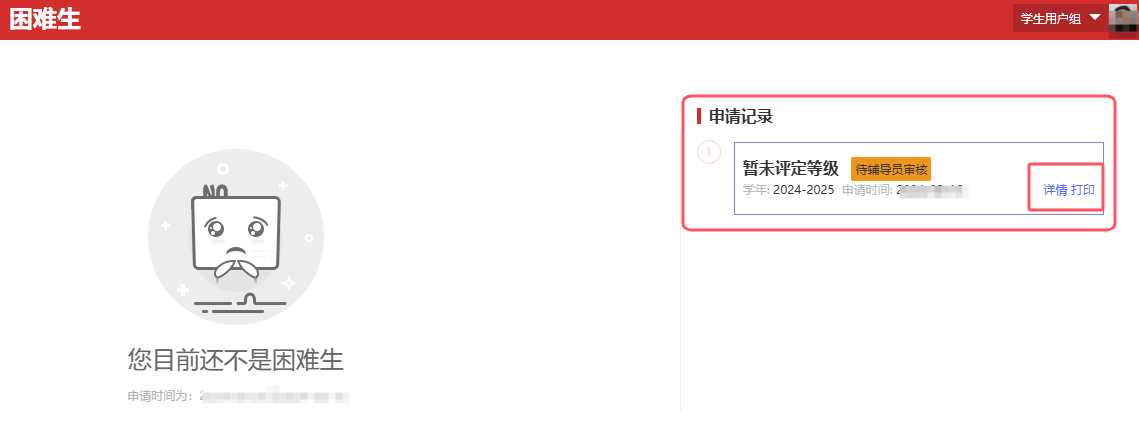 困难生
学生用户组
NO
您目前还不是困难生
申请时间为：
申请记录
1
暂未评定等级 待辅导员审核
学年: 2024-2025 申请时间:
详情 打印